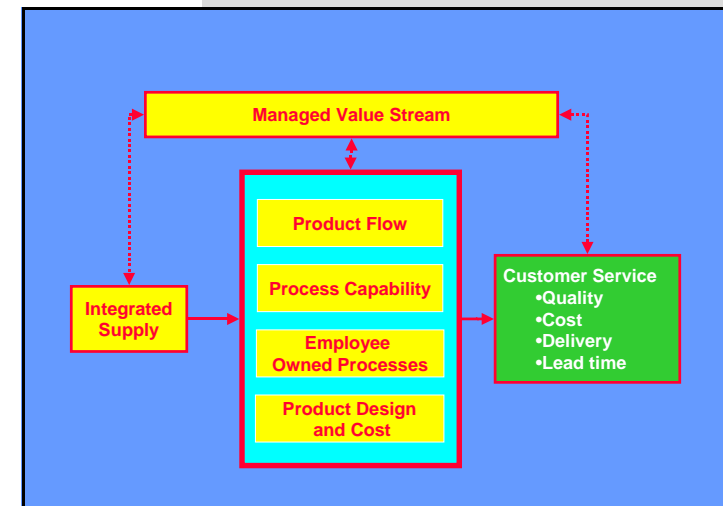 Managed Value Stream
Product Flow
Process Capability
Employee
Owned Processes
Product Design
and Cost
Integrated
Supply
Customer Service
•Quality
•Cost
•Delivery
•Lead time